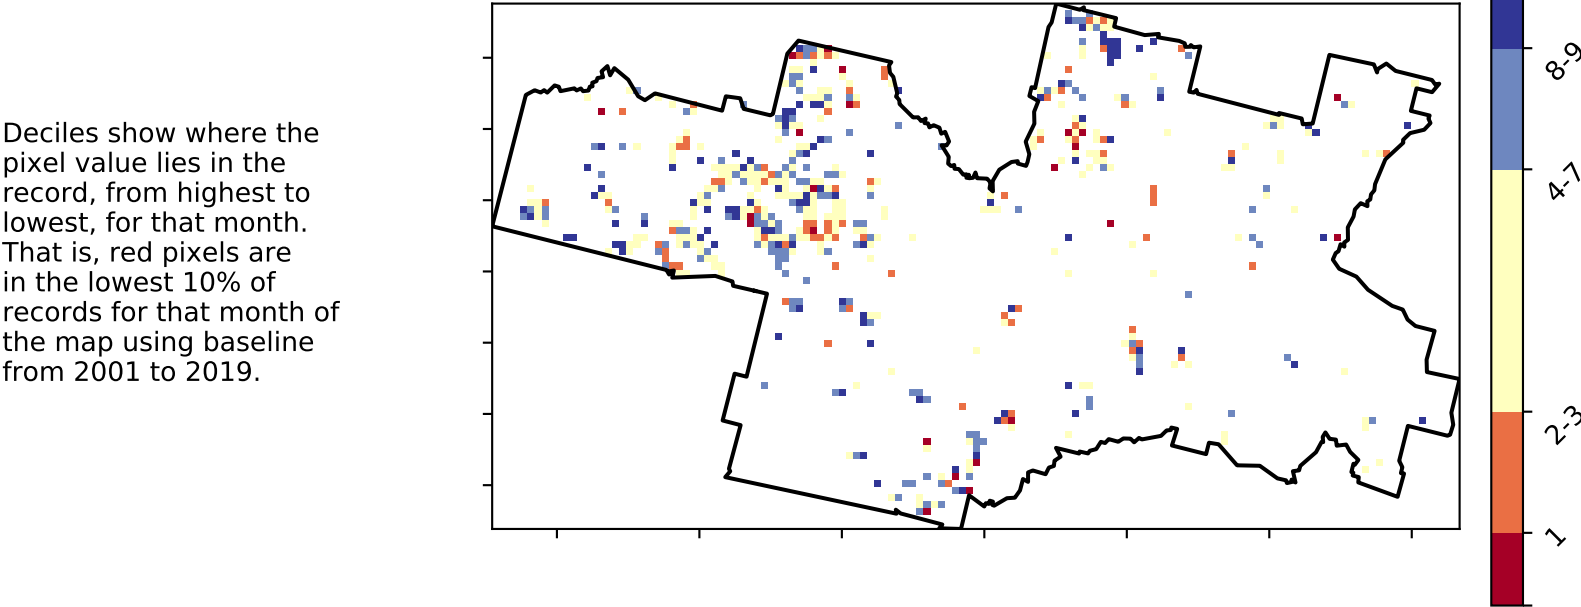 Deciles show where the
pixel value lies in the
record, from highest to
lowest, for that month.
That is, red pixels are
in the lowest 10% of
records for that month of
the map using baseline
from 2001 to 2019.
8-9
4-7
2-3
1